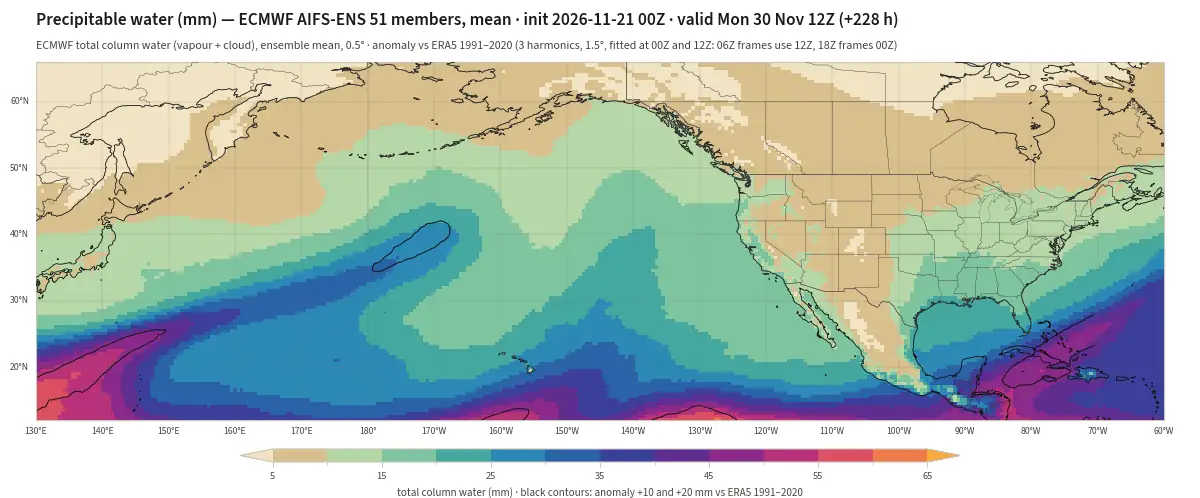 Precipitable water (mm) — ECMWF AIFS-ENS 51 members, mean · init 2026-11-21 00Z · valid Mon 30 Nov 12Z (+228 h)
ECMWF total column water (vapour + cloud), ensemble mean, 0.5° · anomaly vs ERA5 1991–2020 (3 harmonics, 1.5°, fitted at 00Z and 12Z: 06Z frames use 12Z, 18Z frames 00Z)
60°N
50°N
40°N
30°N
20°N
130°E 140°E 150°E 160°E 170°E 180° 170°W 160°W 150°W 140°W 130°W 120°W 110°W 100°W 90°W 80°W 70°W 60°W
5 15 25 35 45 55 65
total column water (mm) · black contours: anomaly +10 and +20 mm vs ERA5 1991–2020